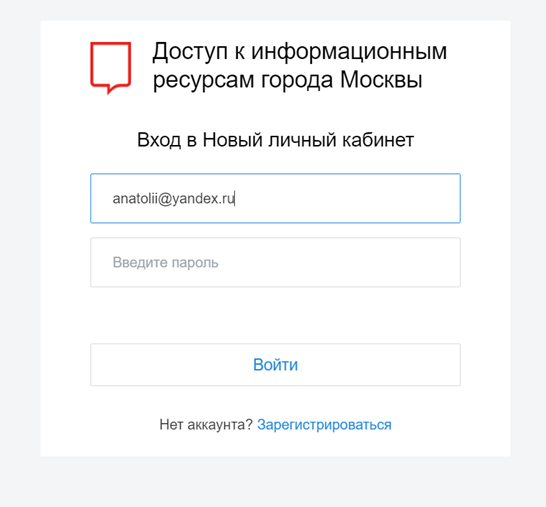 Доступ к информационным
ресурсам города Москвы
Вход в Новый личный кабинет
anatolii@yandex.ru
Введите пароль
Войти
Нет аккаунта? Зарегистрироваться